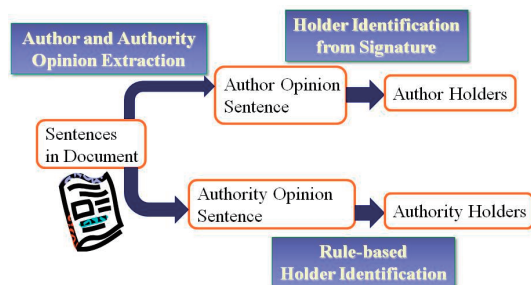 Author and Authority
Opinion Extraction
Holder Identification
from Signature
Author Opinion
Sentence
Author Holders
Sentences
in Document
Authority Opinion
Sentence
Authority Holders
Rule-based
Holder Identification